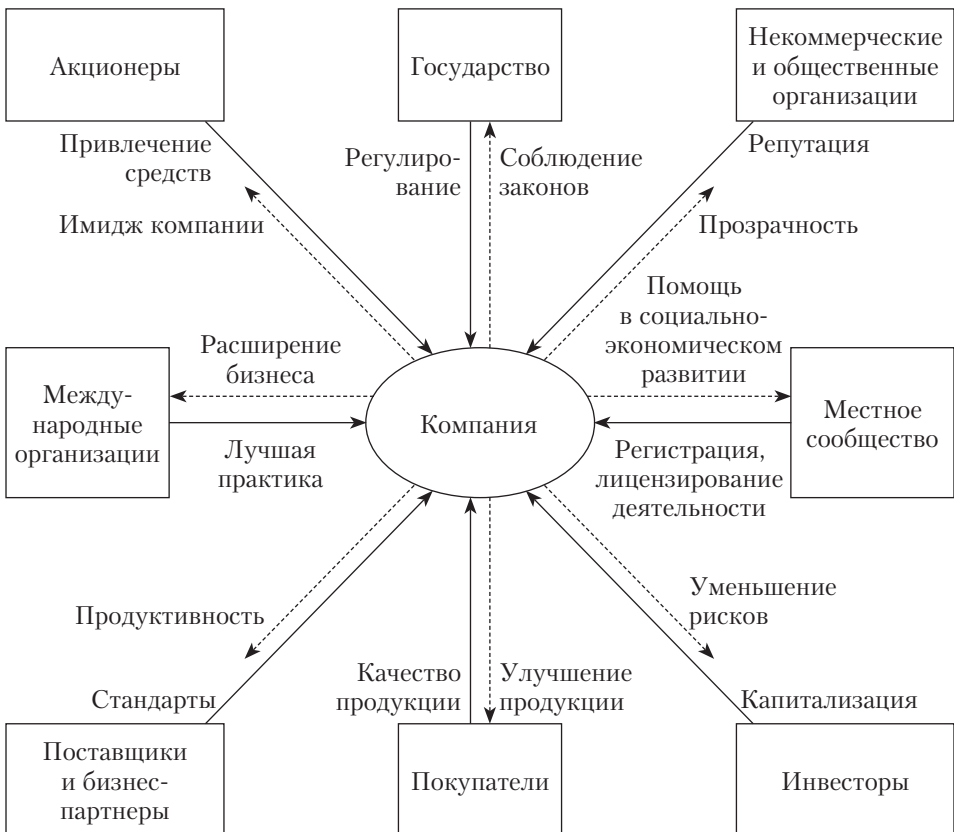 Акционеры
Государство
Некоммерческие
и общественные
организации
Привлечение
средств
Регулиро-
вание
Соблюдение
законов
Репутация
Имидж компании
Прозрачность
Помощь
в социально-
экономическом
развитии
Расширение
бизнеса
Между-
народные
организации
Компания
Местное
сообщество
Лучшая
практика
Регистрация,
лицензирование
деятельности
Продуктивность
Уменьшение
рисков
Стандарты
Качество
продукции
Улучшение
продукции
Капитализация
Поставщики
и бизнес-
партнеры
Покупатели
Инвесторы